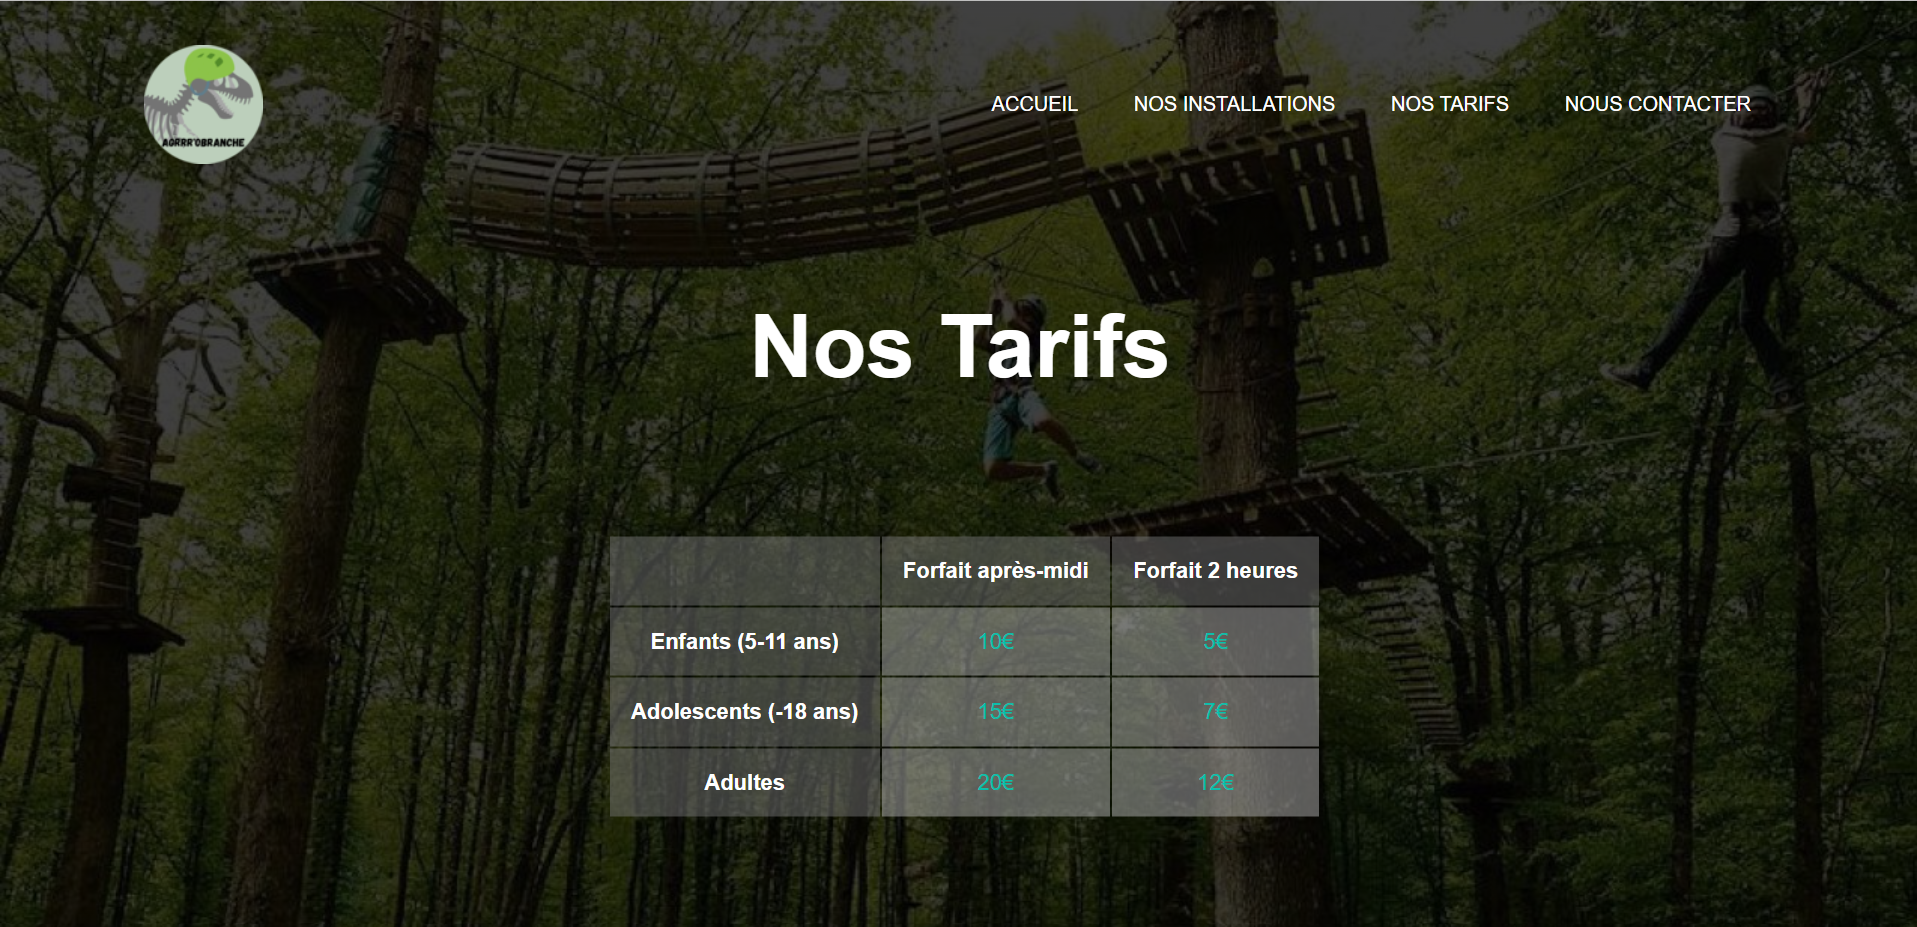 AGRRR'OBRANCHE
ACCUEIL NOS INSTALLATIONS NOS TARIFS NOUS CONTACTER
Nos Tarifs
Forfait après-midi Forfait 2 heures
Enfants (5-11 ans) 10€ 5€
Adolescents (-18 ans) 15€ 7€
Adultes 20€ 12€